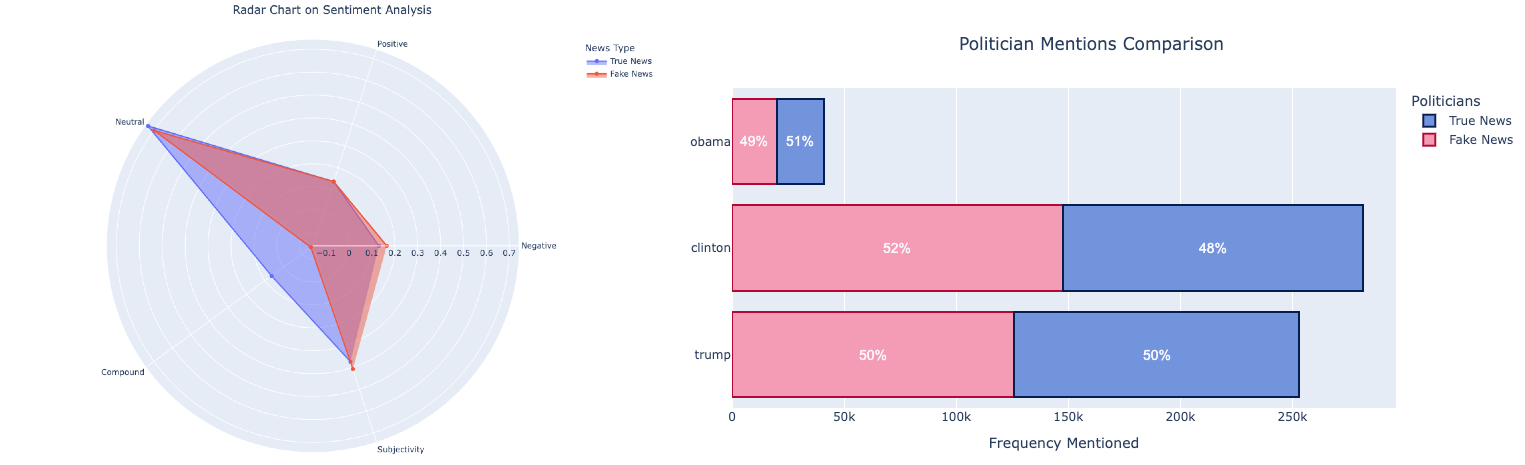 Radar Chart on Sentiment Analysis
Positive
News Type
True News
Fake News
Neutral
−0.1 0 0.1 0.2 0.3 0.4 0.5 0.6 0.7
Negative
Compound
Subjectivity
Politician Mentions Comparison
Politicians
True News
Fake News
obama 49% 51%
clinton 52% 48%
trump 50% 50%
0 50k 100k 150k 200k 250k
Frequency Mentioned